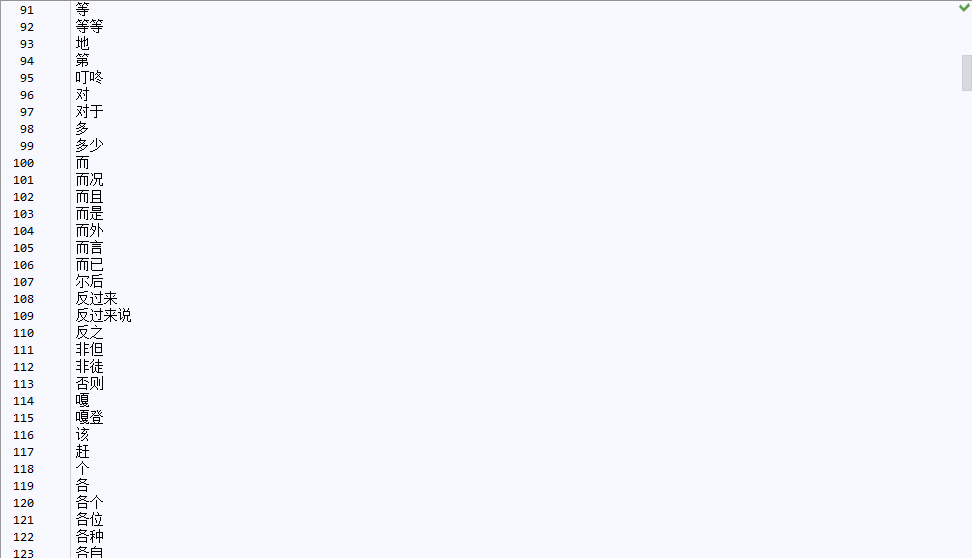 91 等
92 等等
93 地
94 第
95 叮咚
96 对
97 对于
98 多
99 多少
100 而
101 而况
102 而且
103 而是
104 而外
105 而言
106 而已
107 尔后
108 反过来
109 反过来说
110 反之
111 非但
112 非徒
113 否则
114 嘎
115 嘎登
116 该
117 赶
118 个
119 各
120 各个
121 各位
122 各种
123 各自